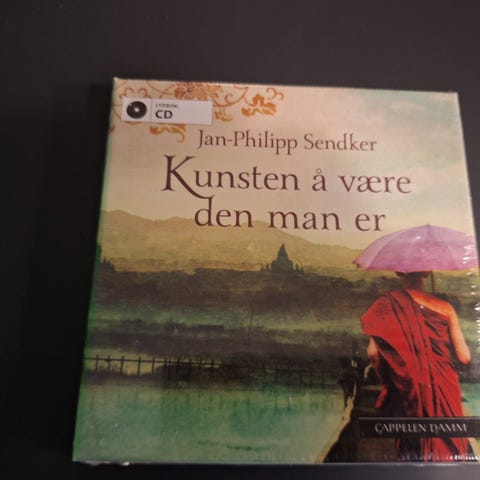 LYDBOK:
CD
Jan-Philipp Sendker
Kunsten å være
den man er
CAPPELEN DAMM